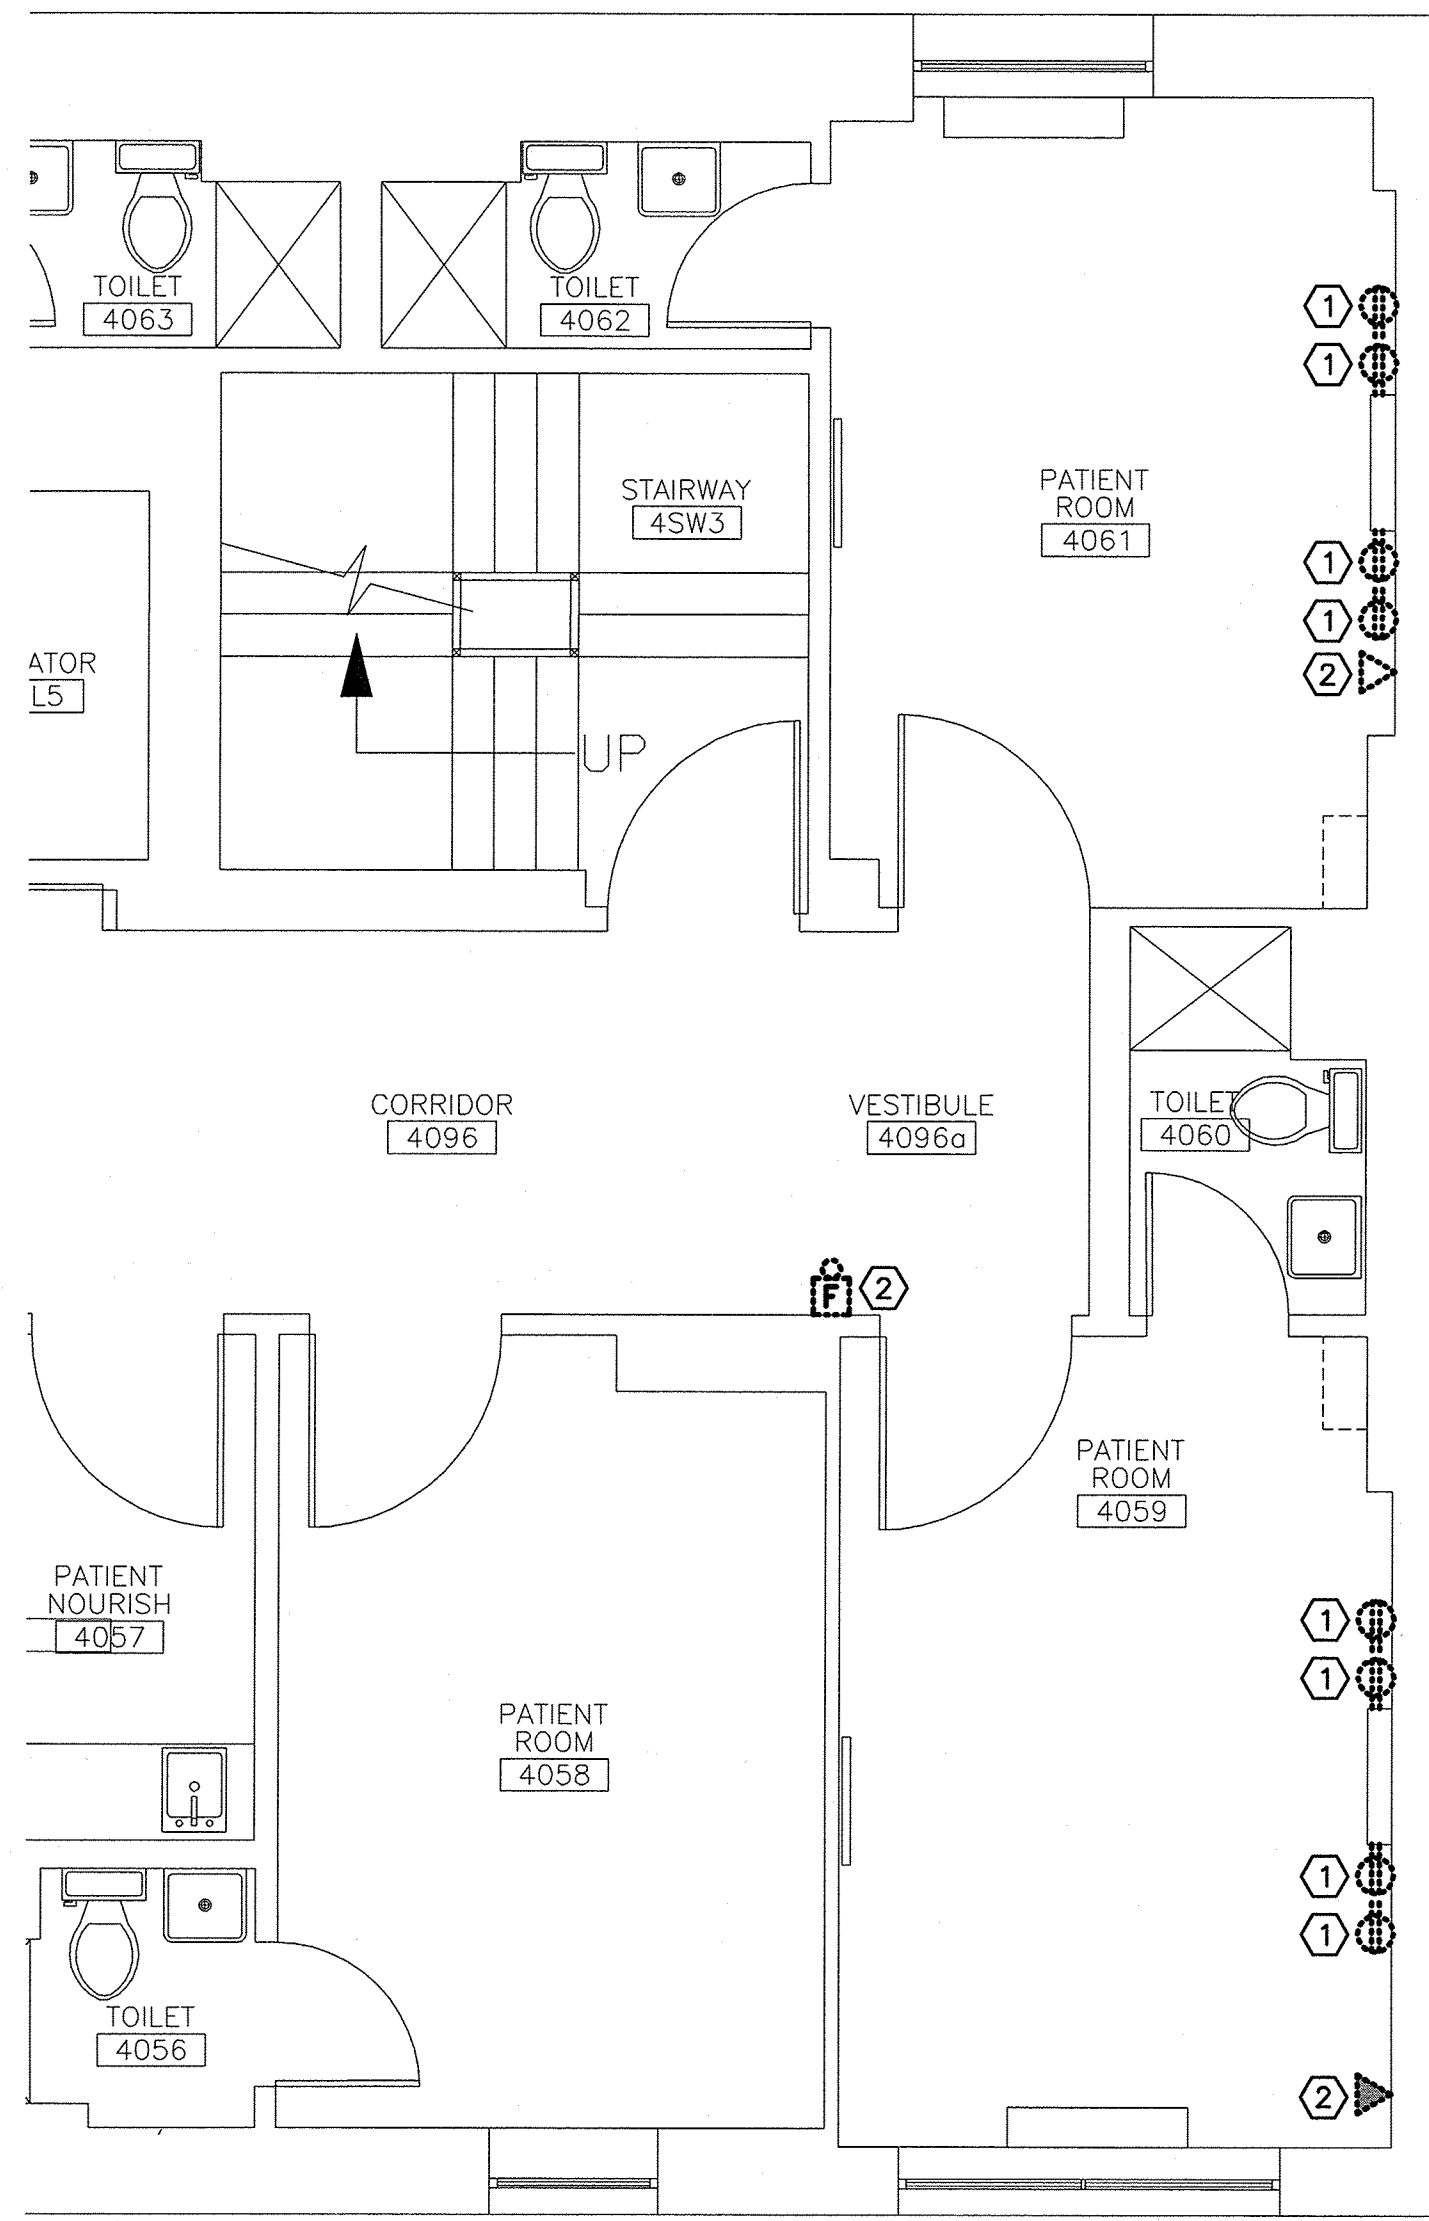 TOILET
4063
TOILET
4062
1
1
STAIRWAY
4SW3
PATIENT
ROOM
4061
1
1
ATOR
L5
2
UP
CORRIDOR
4096
VESTIBULE
4096a
TOILET
4060
F
2
PATIENT
ROOM
4059
PATIENT
NOURISH
4057
1
1
PATIENT
ROOM
4058
1
1
TOILET
4056
2